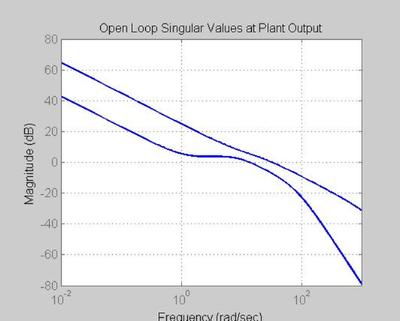 Open Loop Singular Values at Plant Output
80
60
40
20
0
-20
-40
-60
-80
Magnitude (dB)
10^-2 10^0 10^2
Frequency (rad/sec)